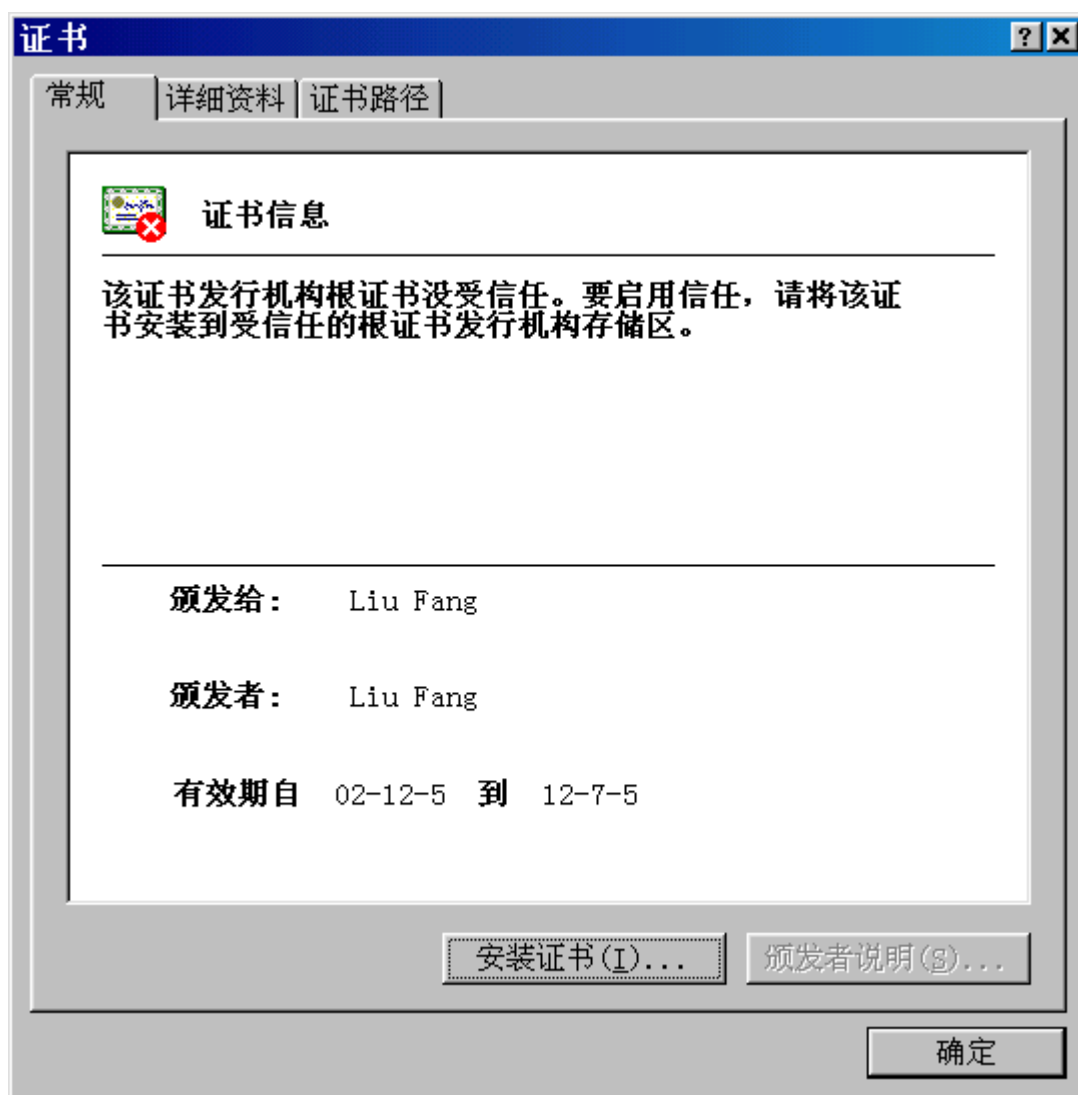 证书
常规 详细资料 证书路径
证书信息
该证书发行机构根证书没受信任。要启用信任，请将该证
书安装到受信任的根证书发行机构存储区。
颁发给： Liu Fang
颁发者： Liu Fang
有效期自 02-12-5 到 12-7-5
安装证书(I)... 颁发者说明(S)...
确定